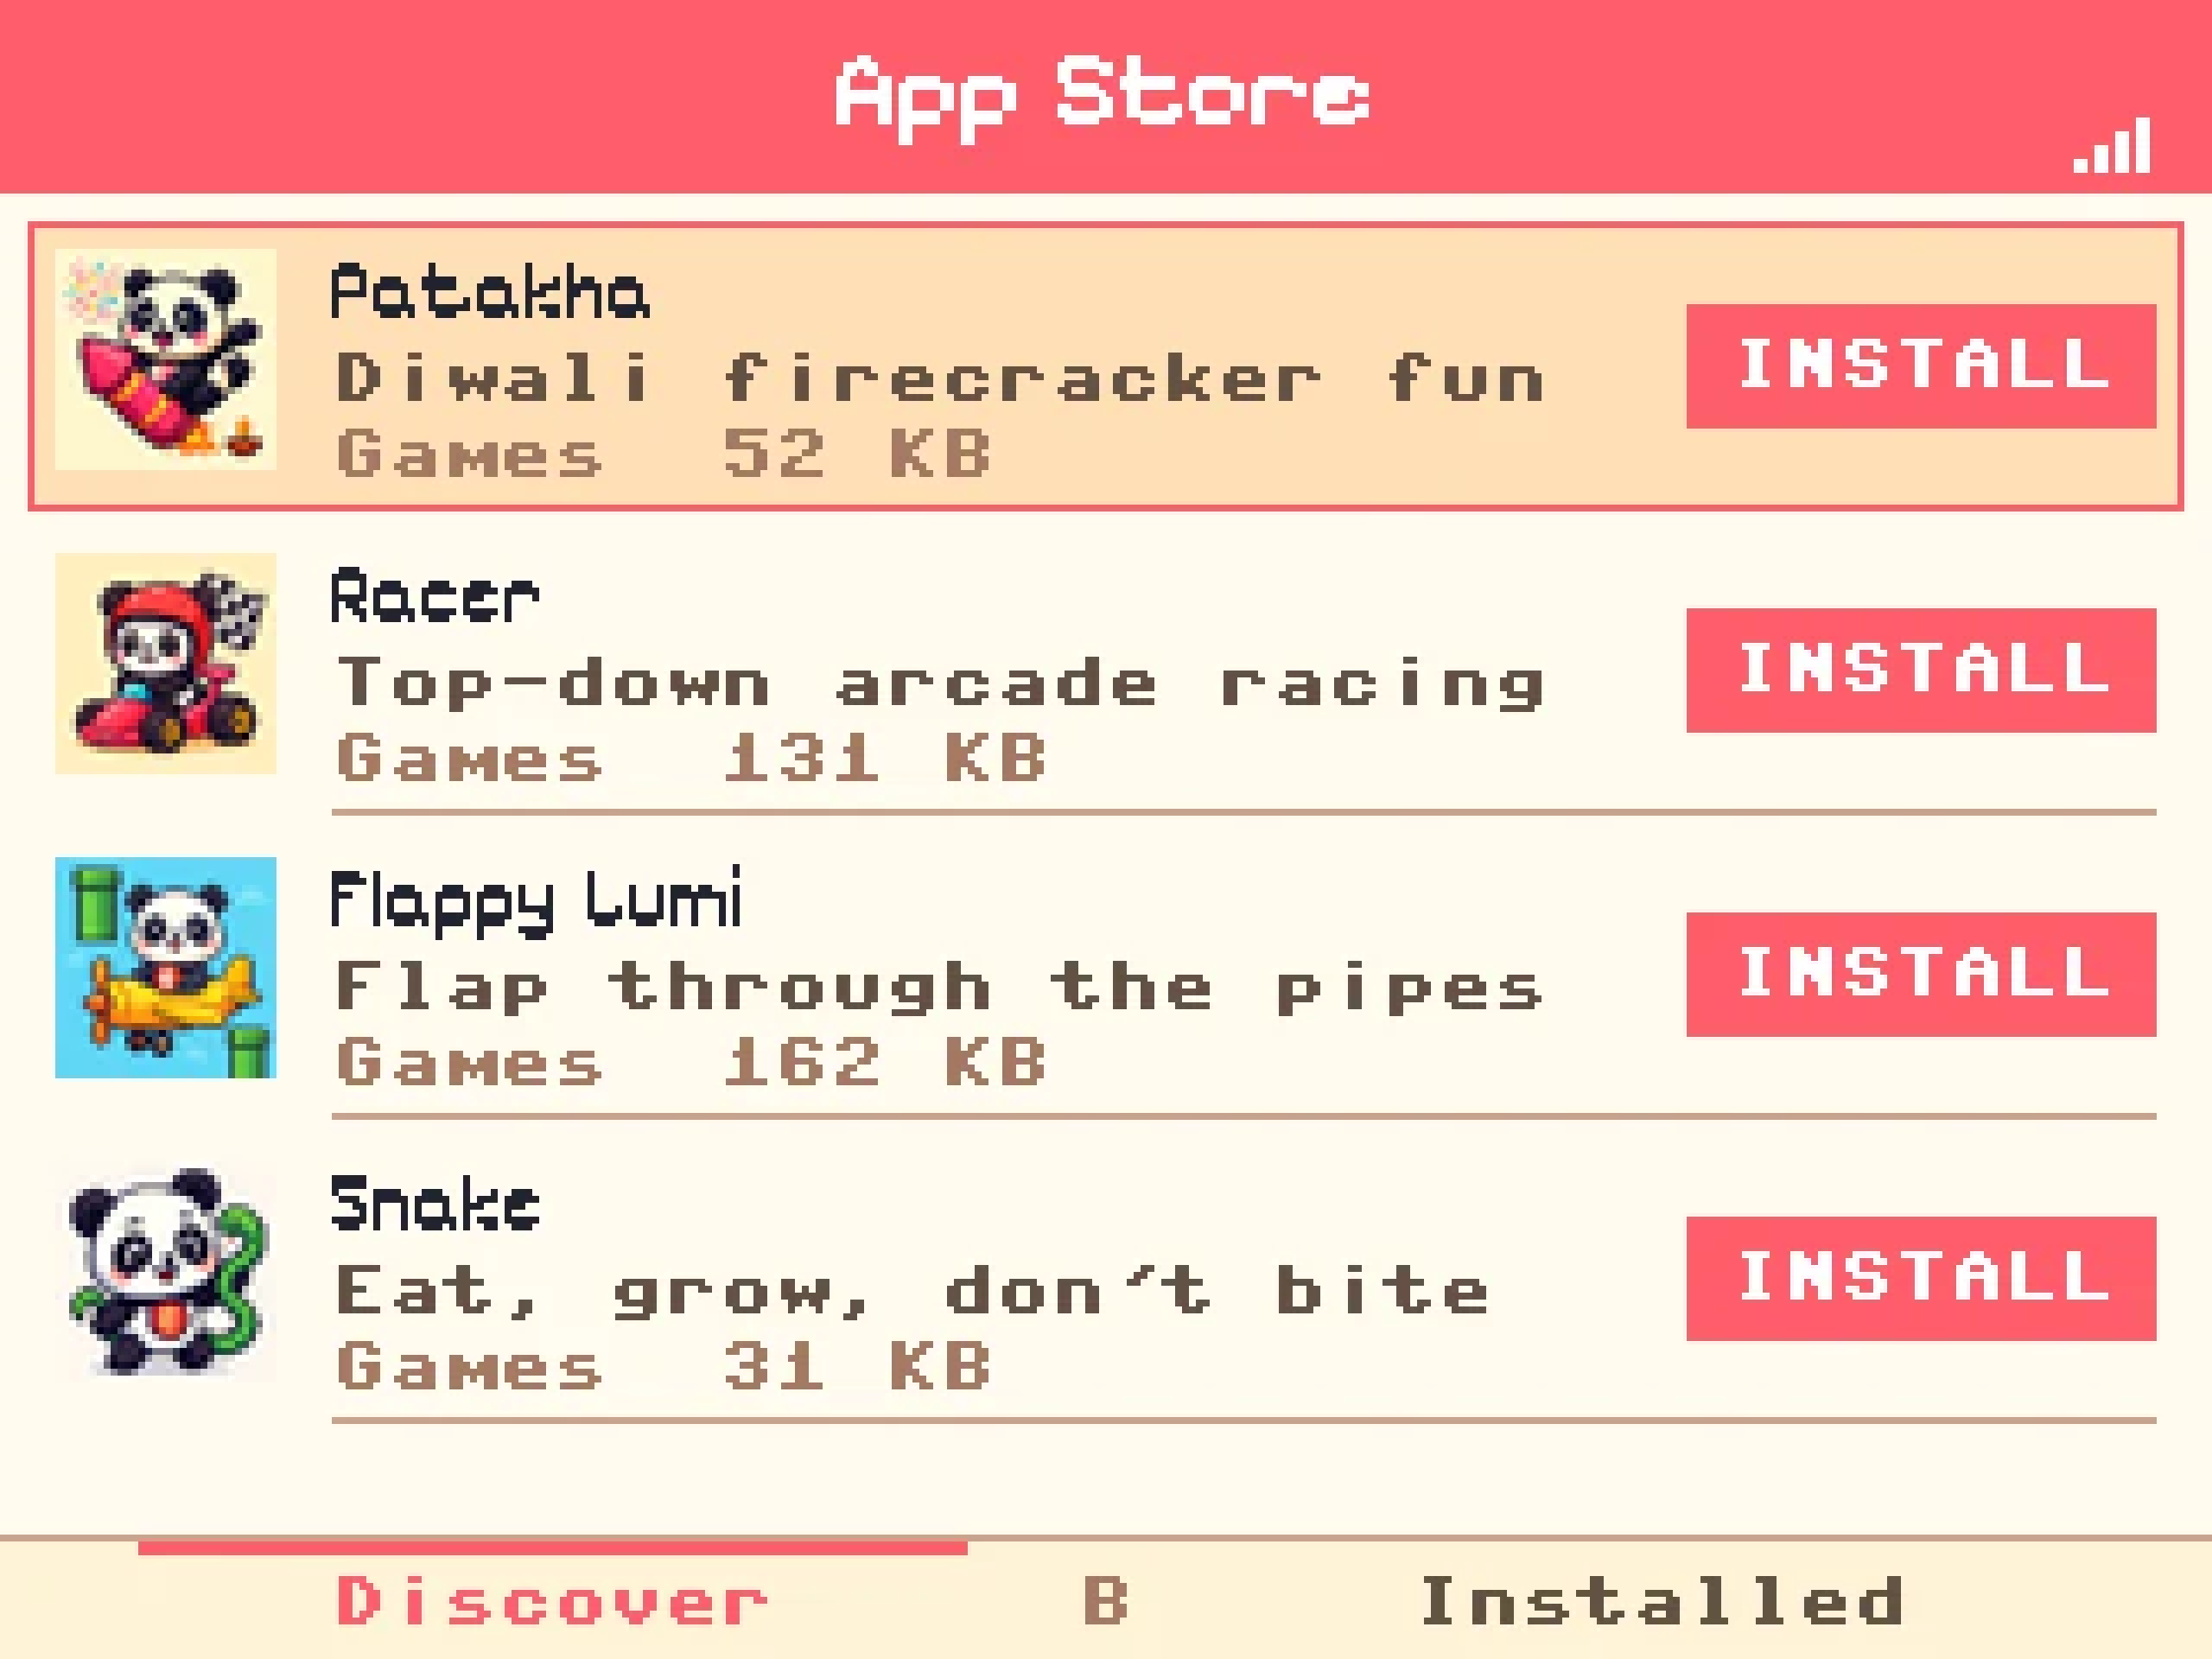 App Store
Patakha
Diwali firecracker fun
Games 52 KB
INSTALL
Racer
Top-down arcade racing
Games 131 KB
INSTALL
Flappy Lumi
Flap through the pipes
Games 162 KB
INSTALL
Snake
Eat, grow, don't bite
Games 31 KB
INSTALL
Discover B Installed